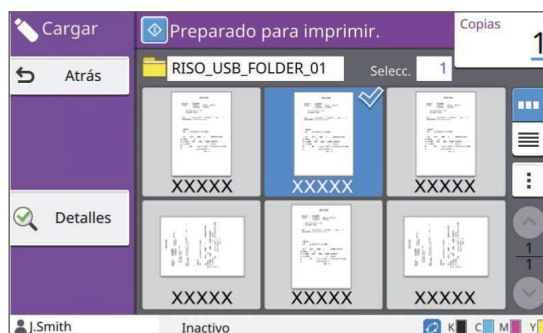 Cargar
Preparado para imprimir.
Copias
1
Atrás
RISO_USB_FOLDER_01
Selecc.
1
XXXXX XXXXX XXXXX
Detalles
1
1
XXXXX XXXXX XXXXX
J.Smith
Inactivo
K C M Y